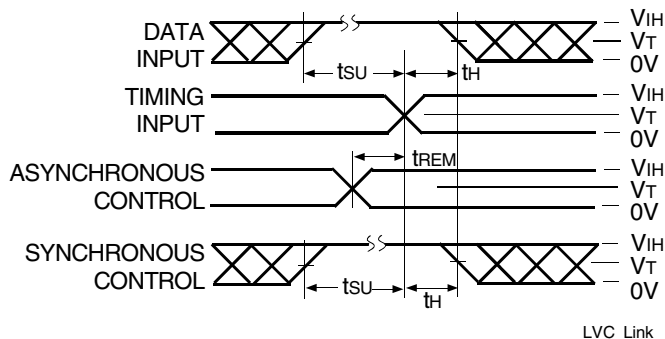 DATA
INPUT
tSU
tH
VIH
VT
0V
TIMING
INPUT
VIH
VT
0V
tREM
ASYNCHRONOUS
CONTROL
VIH
VT
0V
SYNCHRONOUS
CONTROL
tSU
tH
VIH
VT
0V
LVC Link